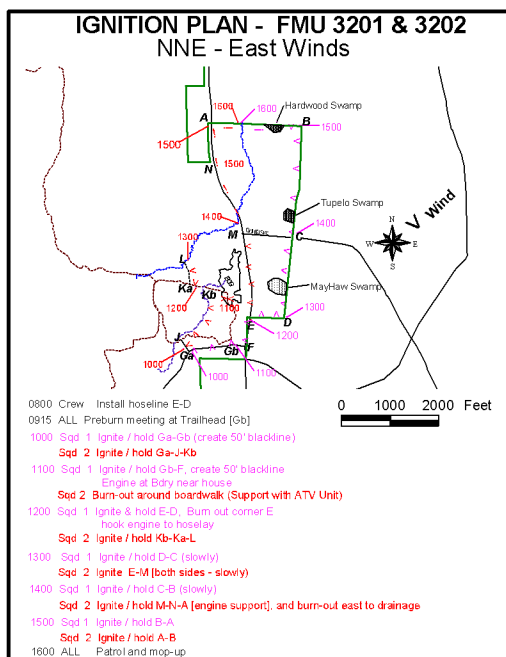 IGNITION PLAN - FMU 3201 & 3202
NNE - East Winds
Hardwood Swamp
1600
1600
A
B
1500
1500
1500
N
Tupelo Swamp
V Wind
1400
M
C
1400
N
W E
S
1300
L
Ka
Kb
1200
1100
MayHaw Swamp
1300
E
D
1200
J
F
1000
Ga
Gb
1000
1100
0 1000 2000 Feet
0800 Crew Install hoseline E-D
0915 ALL Preburn meeting at Trailhead [Gb]
1000 Sqd 1 Ignite / hold Ga-Gb (create 50' blackline)
Sqd 2 Ignite / hold Ga-J-Kb
1100 Sqd 1 Ignite / hold Gb-F, create 50' blackline
Engine at Bdry near house
Sqd 2 Burn-out around boardwalk (Support with ATV Unit)
1200 Sqd 1 Ignite & hold E-D, Burn out corner E
hook engine to hoselay
Sqd 2 Ignite / hold Kb-Ka-L
1300 Sqd 1 Ignite / hold D-C (slowly)
Sqd 2 Ignite E-M [both sides - slowly)
1400 Sqd 1 Ignite / hold C-B (slowly)
Sqd 2 Ignite / hold M-N-A [engine support], and burn-out east to drainage
1500 Sqd 1 Ignite / hold B-A
Sqd 2 Ignite / hold A-B
1600 ALL Patrol and mop-up